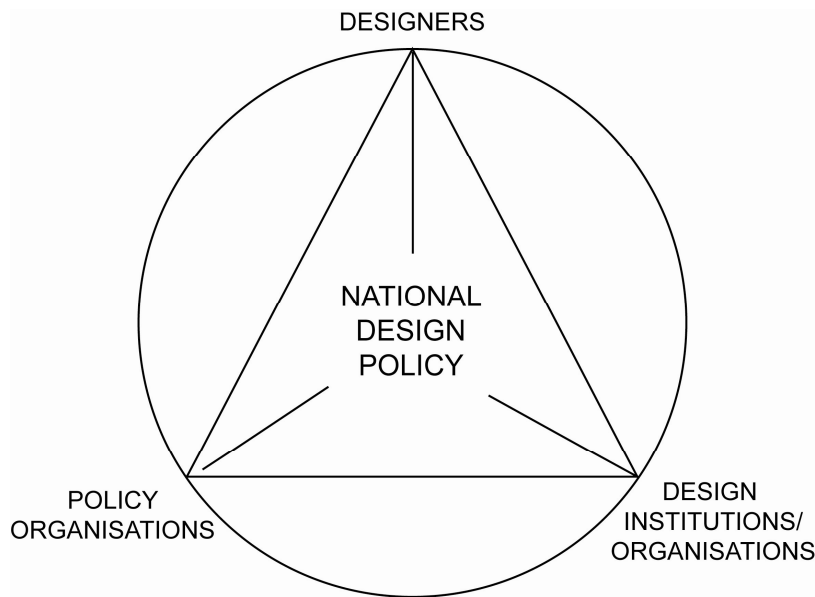 DESIGNERS
NATIONAL
DESIGN
POLICY
POLICY
ORGANISATIONS
DESIGN
INSTITUTIONS/
ORGANISATIONS